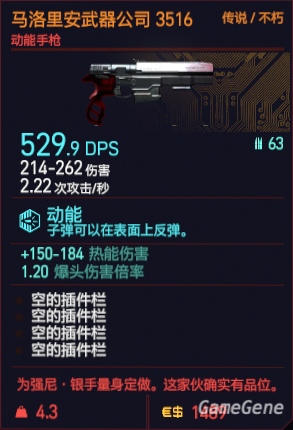 马洛里安武器公司 3516 传说 / 不朽
动能手枪
529.9 DPS 63
214-262 伤害
2.22 次攻击/秒
动能
子弹可以在表面上反弹。
+150-184 热能伤害
1.20 爆头伤害倍率
空的插件栏
空的插件栏
空的插件栏
空的插件栏
为强尼·银手量身定做。这家伙确实有品位。
4.3 €$ 1489
GameGene